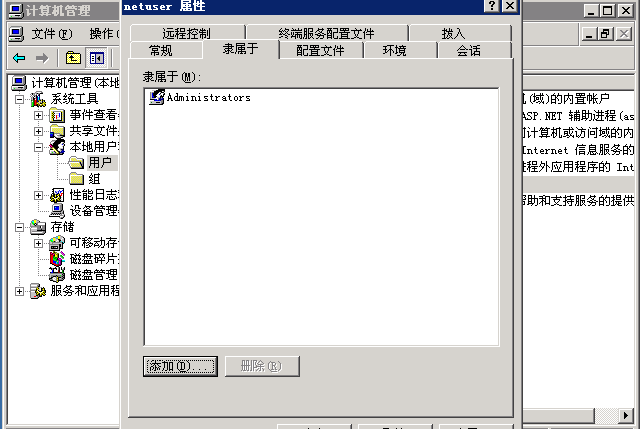 计算机管理
文件(F)
操作(
netuser 属性
远程控制
终端服务配置文件
拨入
常规
隶属于
配置文件
环境
会话
隶属于(M):
Administrators
添加(D)...
删除(R)
计算机管理(本地
系统工具
事件查看
共享文件
本地用户
用户
组
性能日志
设备管理
存储
可移动存
磁盘碎片
磁盘管理
服务和应用程
(域)的内置帐户
ASP.NET 辅助进程(as
计算机或访问域的内
Internet 信息服务的
进程外应用程序的 Int
帮助和支持服务的提供